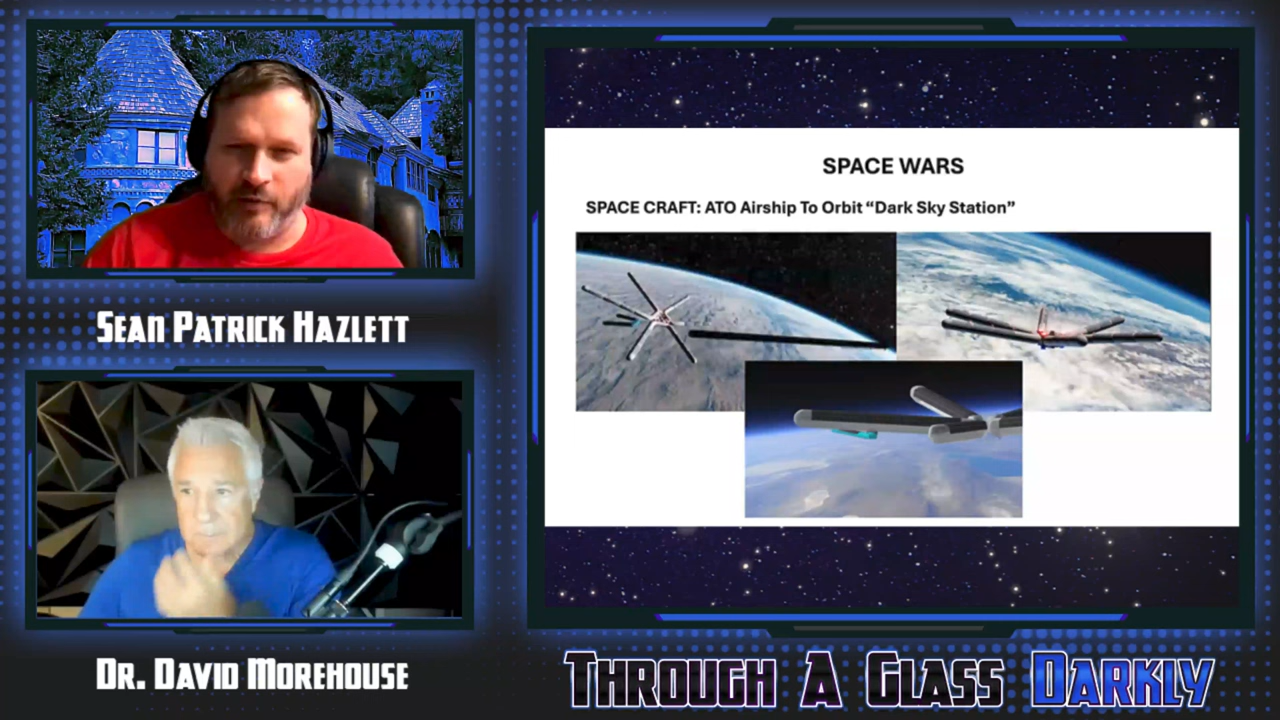 SEAN PATRICK HAZLETT
DR. DAVID MOREHOUSE
SPACE WARS
SPACE CRAFT: ATO Airship To Orbit “Dark Sky Station”
THROUGH A GLASS DARKLY